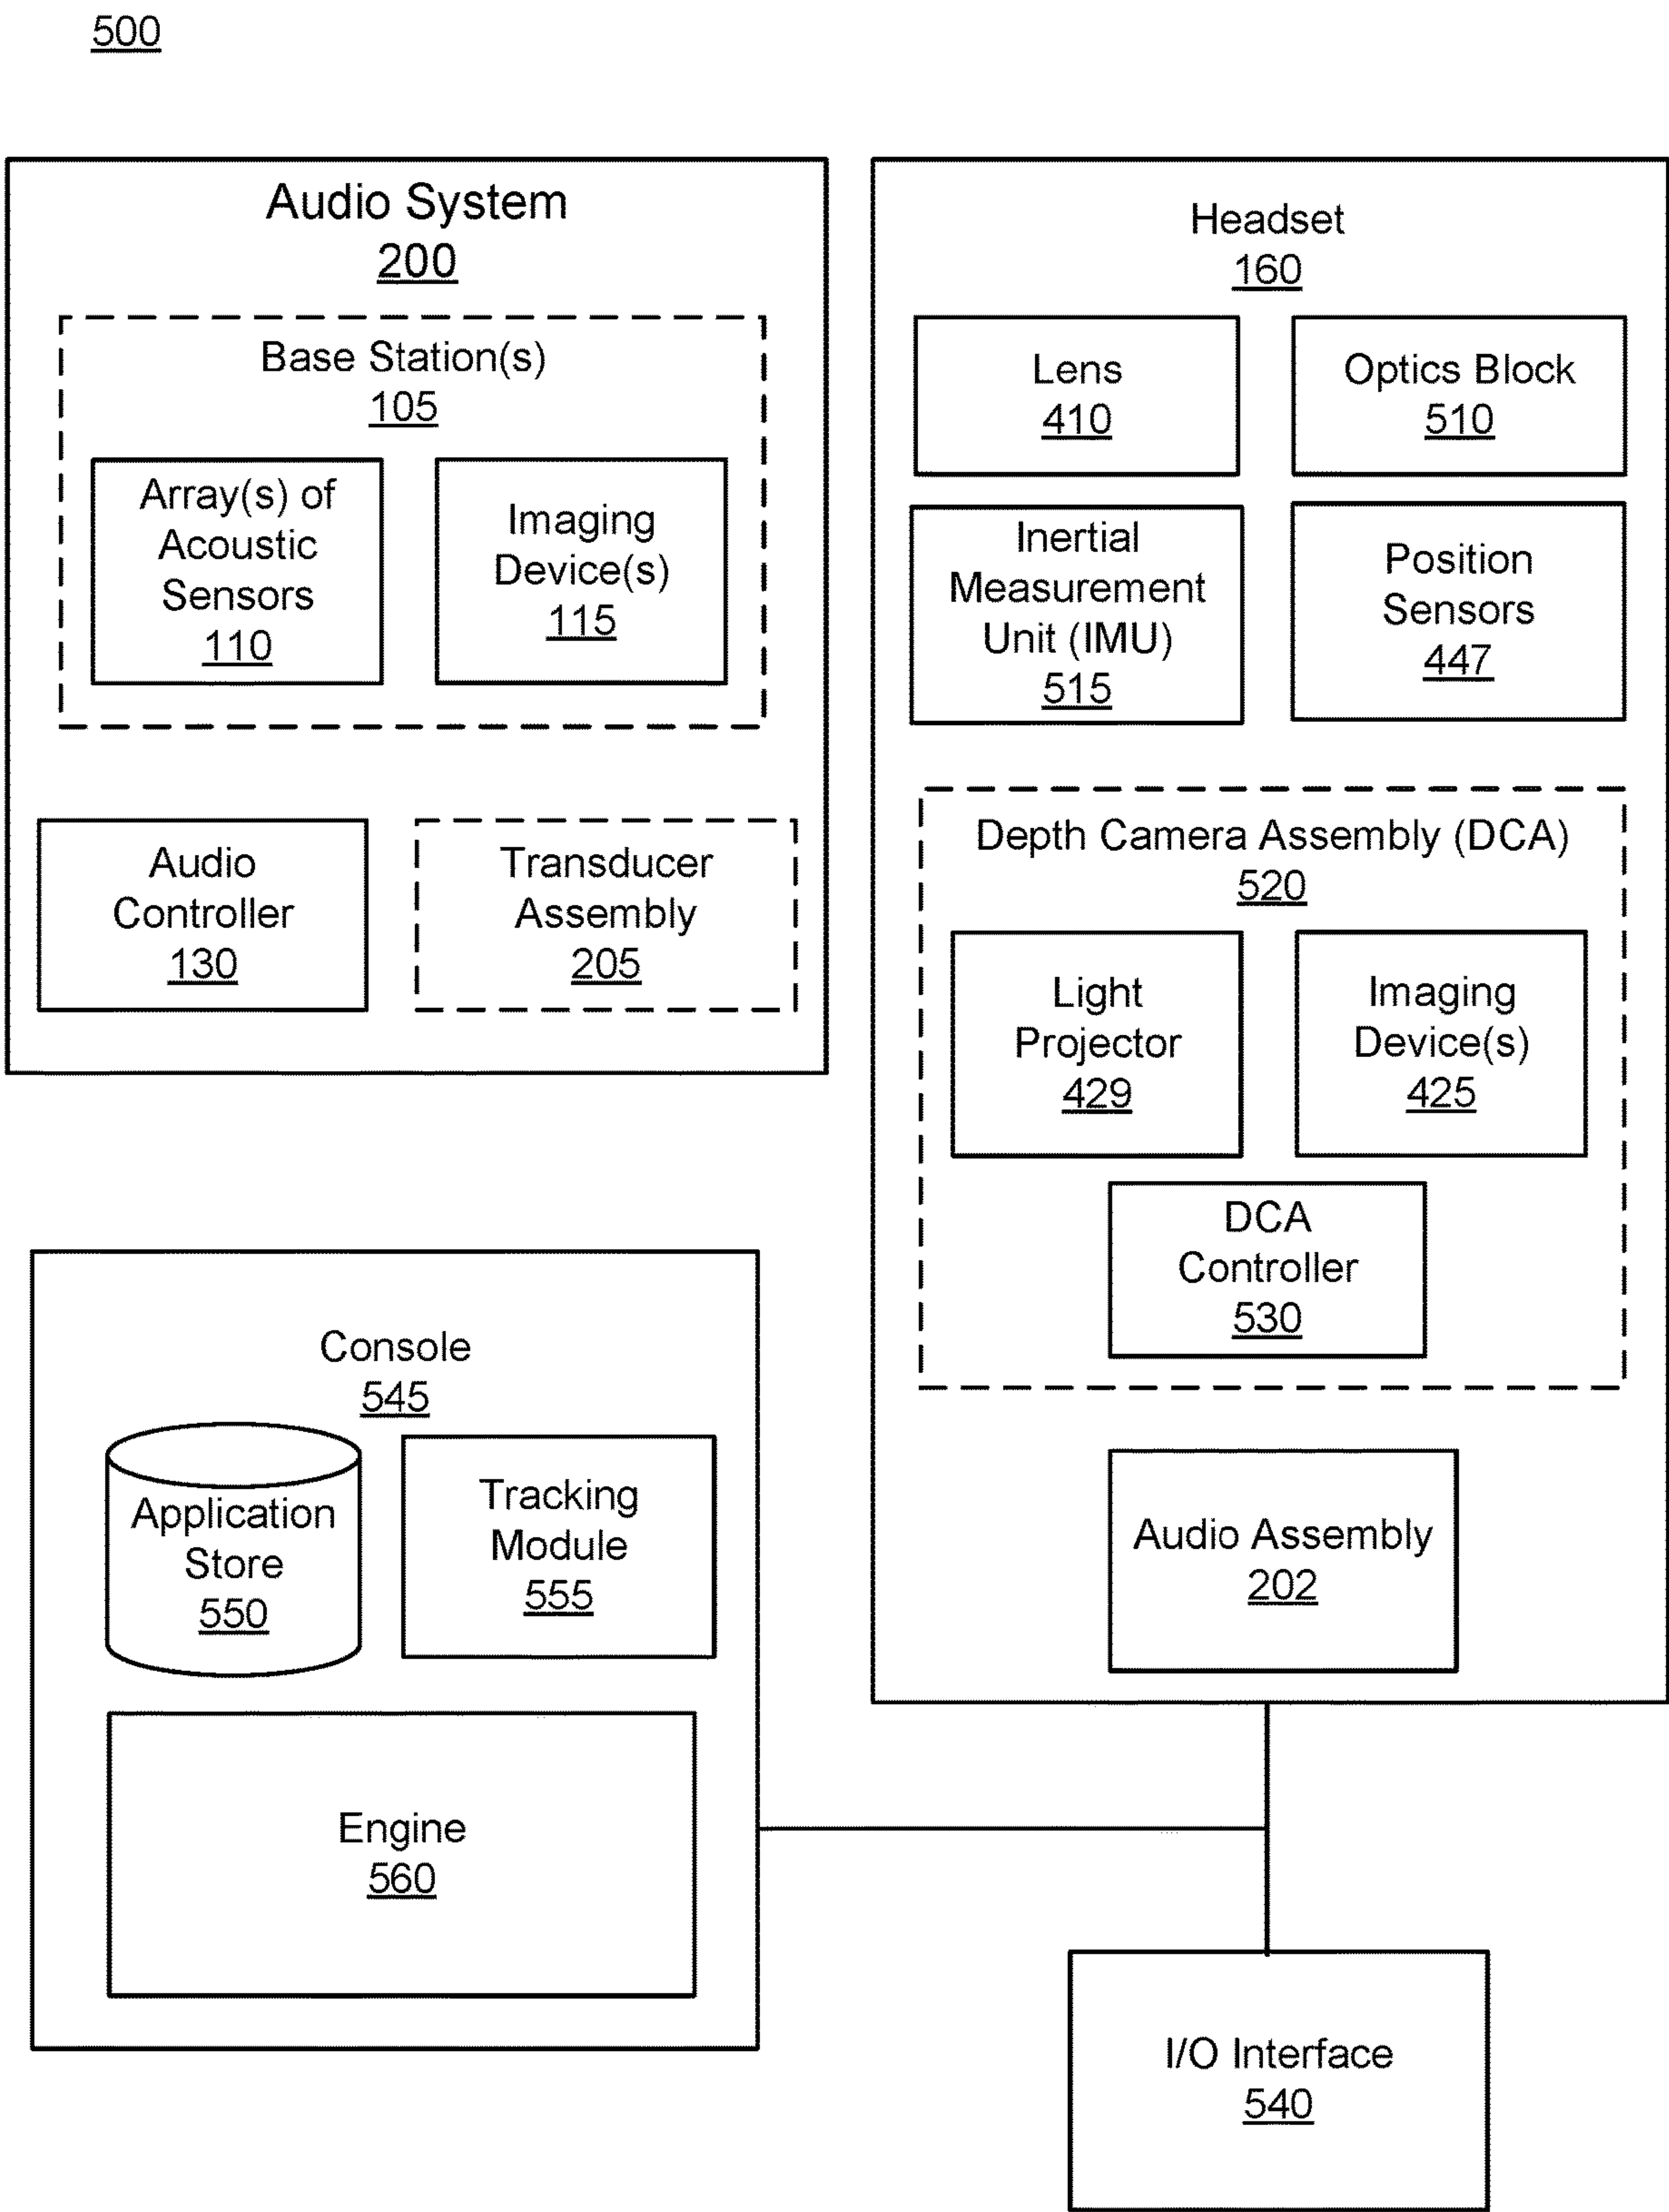 500
Audio System
200
Base Station(s)
105
Array(s) of
Acoustic
Sensors
110
Imaging
Device(s)
115
Audio
Controller
130
Transducer
Assembly
205
Headset
160
Lens
410
Optics Block
510
Inertial
Measurement
Unit (IMU)
515
Position
Sensors
447
Depth Camera Assembly (DCA)
520
Light
Projector
429
Imaging
Device(s)
425
DCA
Controller
530
Audio Assembly
202
Console
545
Application
Store
550
Tracking
Module
555
Engine
560
I/O Interface
540